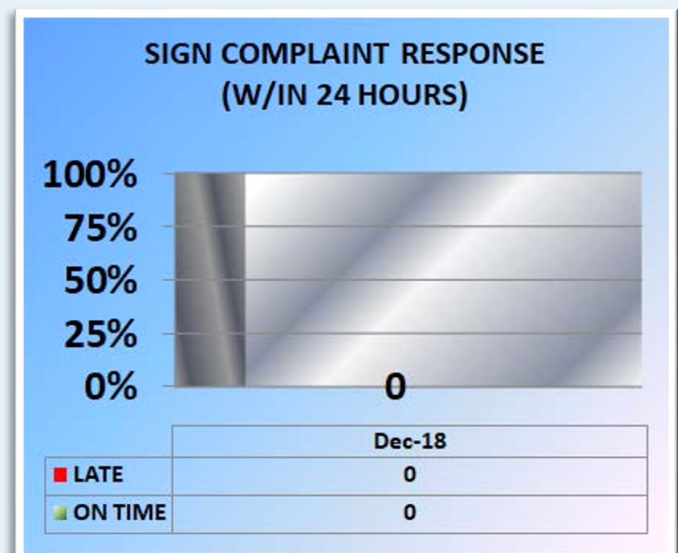 SIGN COMPLAINT RESPONSE
(W/IN 24 HOURS)
100%
75%
50%
25%
0%
0
Dec-18
LATE 0
ON TIME 0